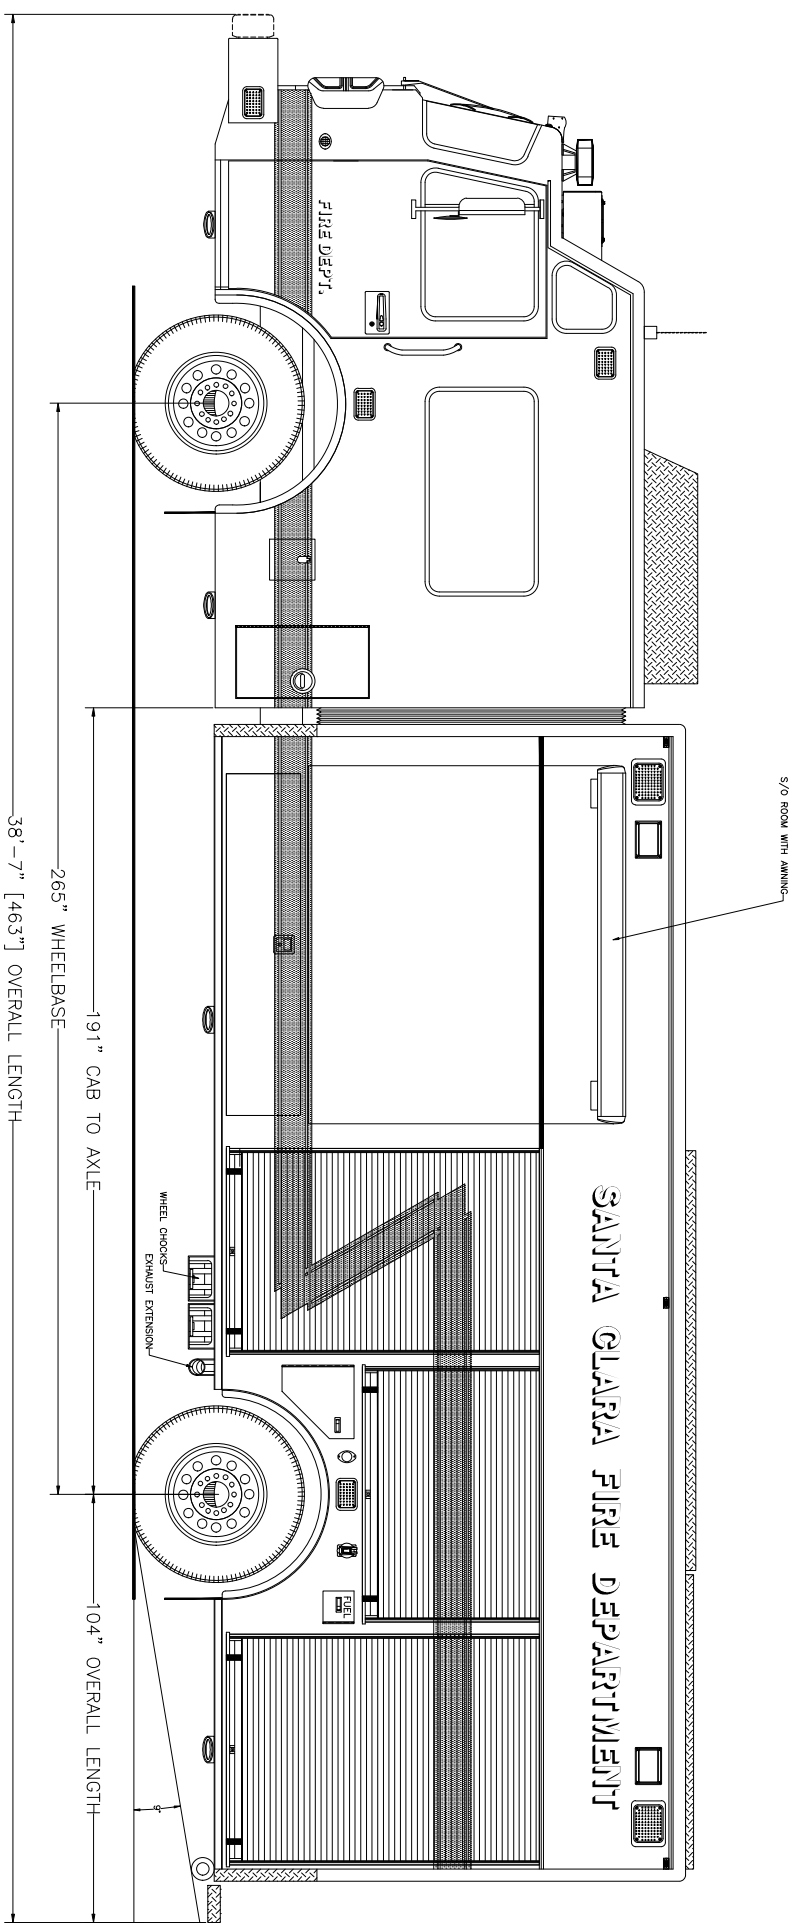 S/O ROOM WITH AWNING
FIRE DEPT.
SANTA CLARA FIRE DEPARTMENT
FUEL
WHEEL CHOCKS
EXHAUST EXTENSION
9°
191" CAB TO AXLE
104" OVERALL LENGTH
265" WHEELBASE
38'-7" [463"] OVERALL LENGTH